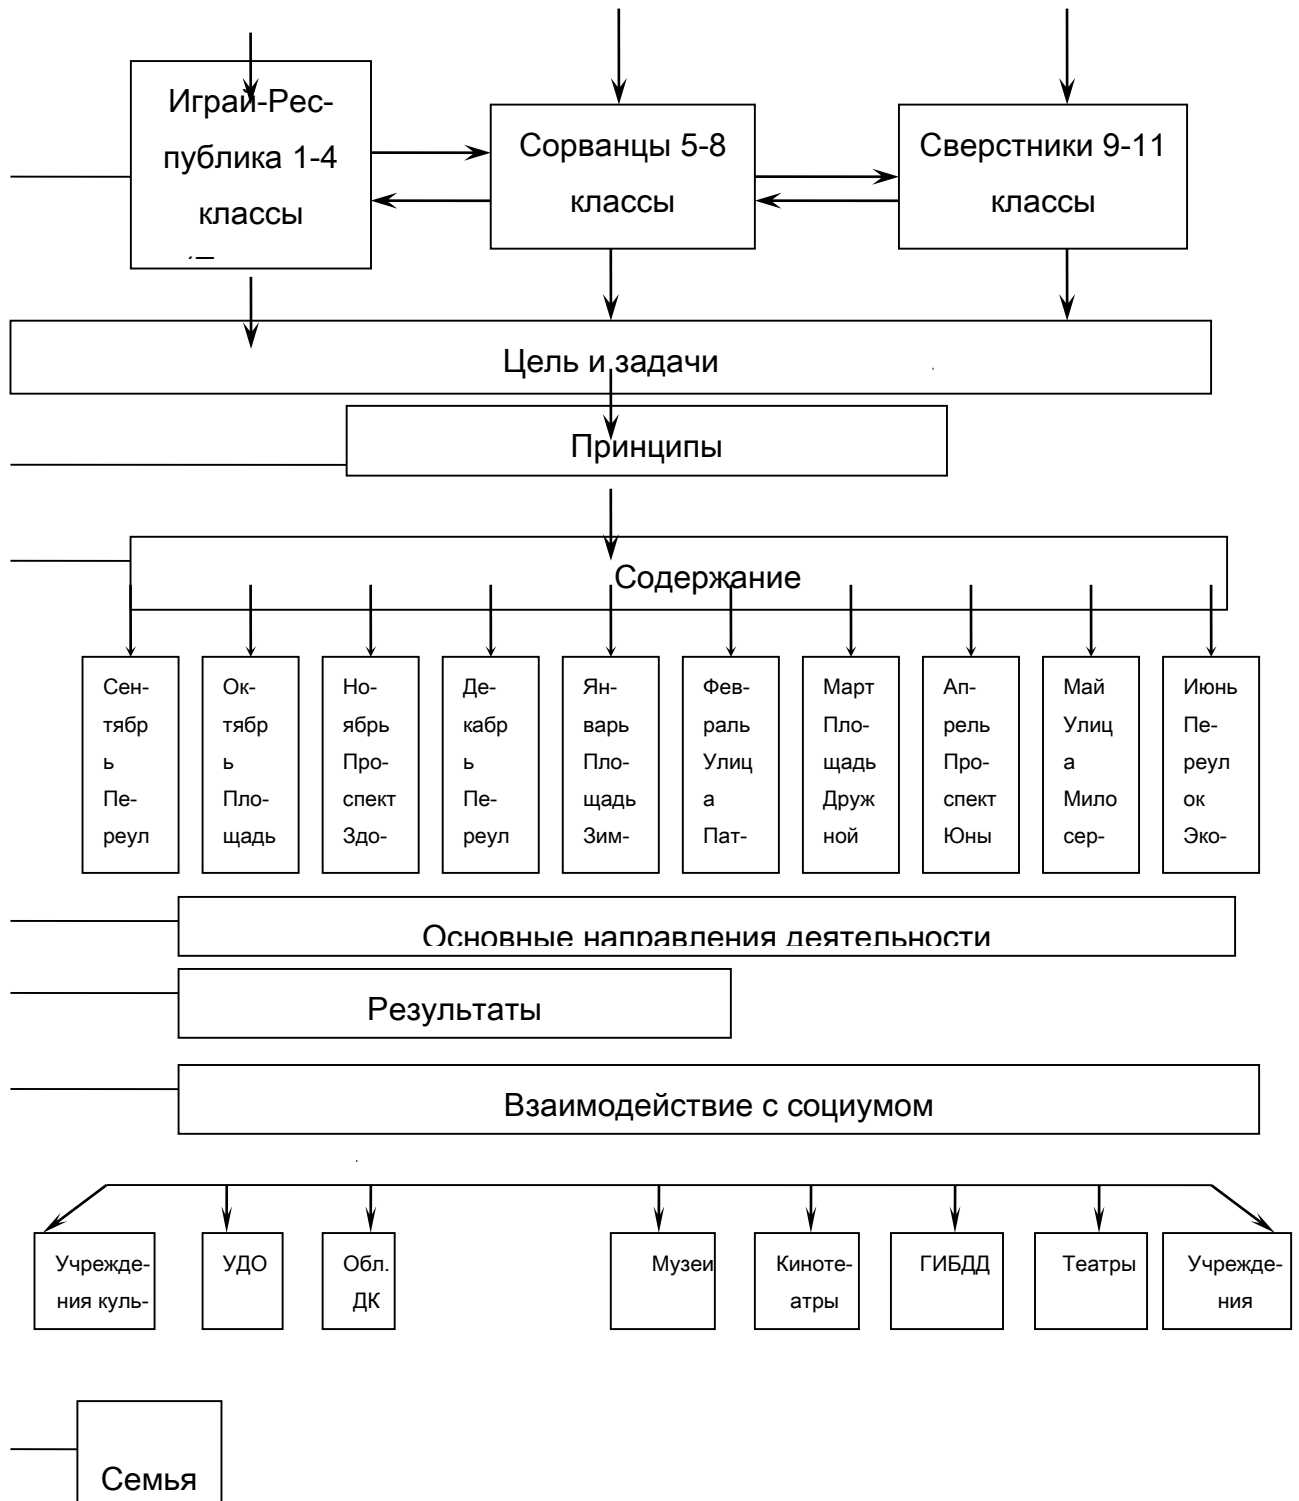 Играй-Рес-
публика 1-4
классы
Сорванцы 5-8
классы
Сверстники 9-11
классы
Цель и задачи
Принципы
Содержание
Сен-
тябр
ь
Пе-
реул
Ок-
тябр
ь
Пло-
щадь
Но-
ябрь
Про-
спект
Здо-
Де-
кабр
ь
Пе-
реул
Ян-
варь
Пло-
щадь
Зим-
Фев-
раль
Улиц
а
Пат-
Март
Пло-
щадь
Друж
ной
Ап-
рель
Про-
спект
Юны
Май
Улиц
а
Мило
сер-
Июнь
Пе-
реул
ок
Эко-
Основные направления деятельности
Результаты
Взаимодействие с социумом
Учрежде-
ния куль-
УДО
Обл.
ДК
Музеи
Киноте-
атры
ГИБДД
Театры
Учрежде-
ния
Семья